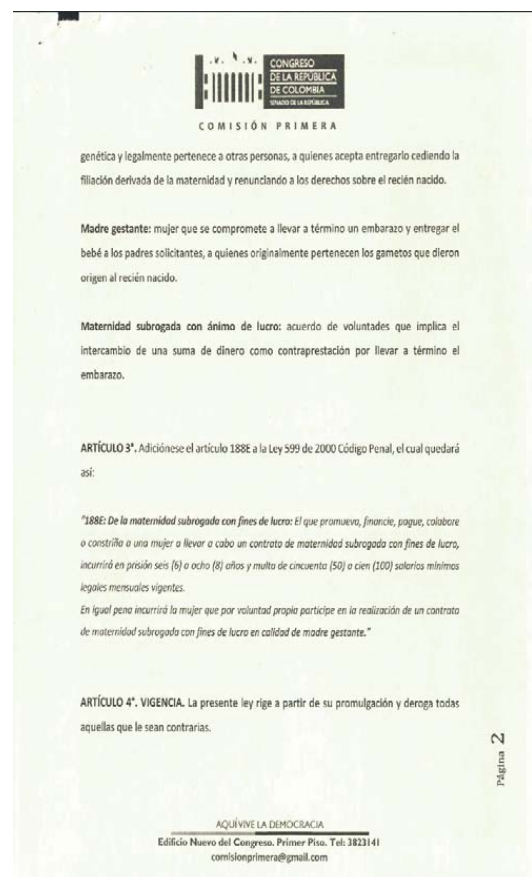 CONGRESO
DE LA REPÚBLICA
DE COLOMBIA
SENADO DE LA REPÚBLICA
COMISIÓN PRIMERA
genética y legalmente pertenece a otras personas, a quienes acepta entregarlo cediendo la
filiación derivada de la maternidad y renunciando a los derechos sobre el recién nacido.
Madre gestante: mujer que se compromete a llevar a término un embarazo y entregar el
bebé a los padres solicitantes, a quienes originalmente pertenecen los gametos que dieron
origen al recién nacido.
Maternidad subrogada con ánimo de lucro: acuerdo de voluntades que implica el
intercambio de una suma de dinero como contraprestación por llevar a término el
embarazo.
ARTÍCULO 3°. Adiciónese el artículo 188E a la Ley 599 de 2000 Código Penal, el cual quedará
así:
"188E: De la maternidad subrogada con fines de lucro: El que promueva, financie, pague, colabore
o constriña a una mujer a llevar a cabo un contrato de maternidad subrogada con fines de lucro,
incurrirá en prisión seis (6) a ocho (8) años y multa de cincuenta (50) a cien (100) salarios mínimos
legales mensuales vigentes.
En igual pena incurrirá la mujer que por voluntad propia participe en la realización de un contrato
de maternidad subrogada con fines de lucro en calidad de madre gestante."
ARTÍCULO 4°. VIGENCIA. La presente ley rige a partir de su promulgación y deroga todas
aquellas que le sean contrarias.
Página 2
AQUÍ VIVE LA DEMOCRACIA
Edificio Nuevo del Congreso. Primer Piso. Tel: 3823141
comisionprimera@gmail.com